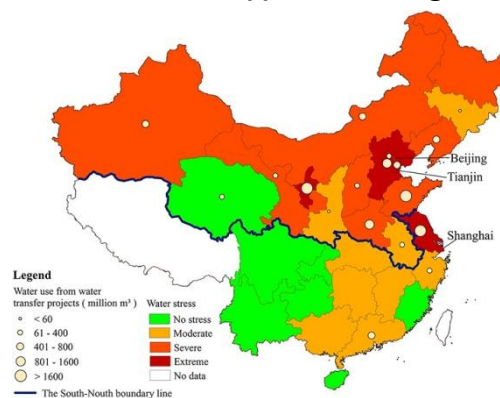 Beijing
Tianjin
Shanghai
Legend
Water use from water
transfer projects ( million m³ )
< 60
61 - 400
401 - 800
801 - 1600
> 1600
Water stress
No stress
Moderate
Severe
Extreme
No data
The South-Nouth boundary line